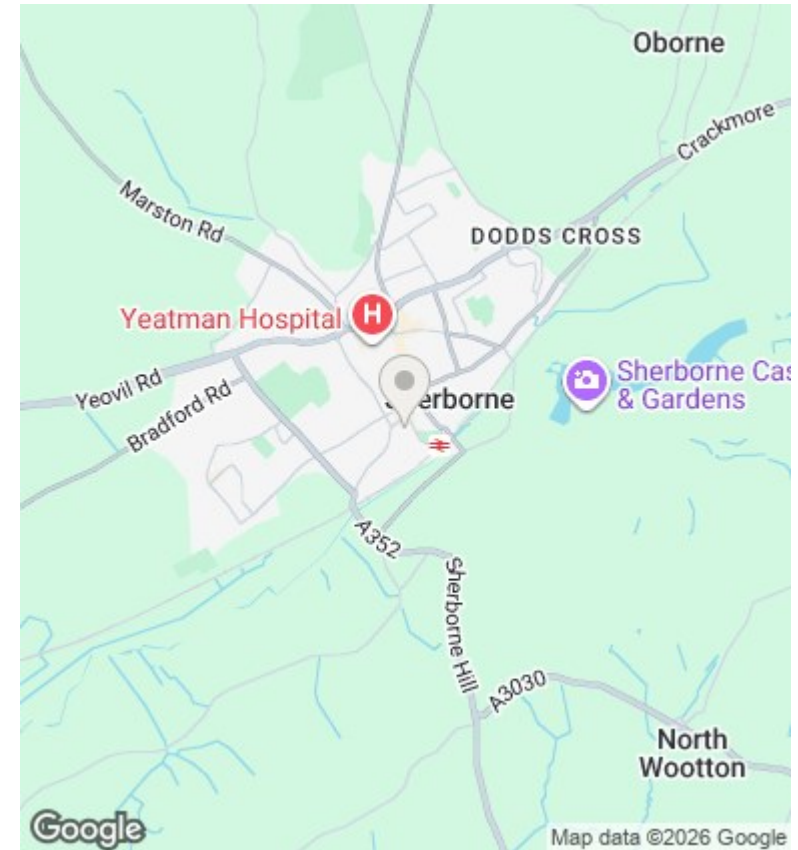 Oborne
Crackmore
Marston Rd
DODDS CROSS
Yeatman Hospital
H
Sherborne Cas
& Gardens
Yeovil Rd
Bradford Rd
erborne
A352
Sherborne Hill
A3030
North
Wootton
Google
Map data ©2026 Google